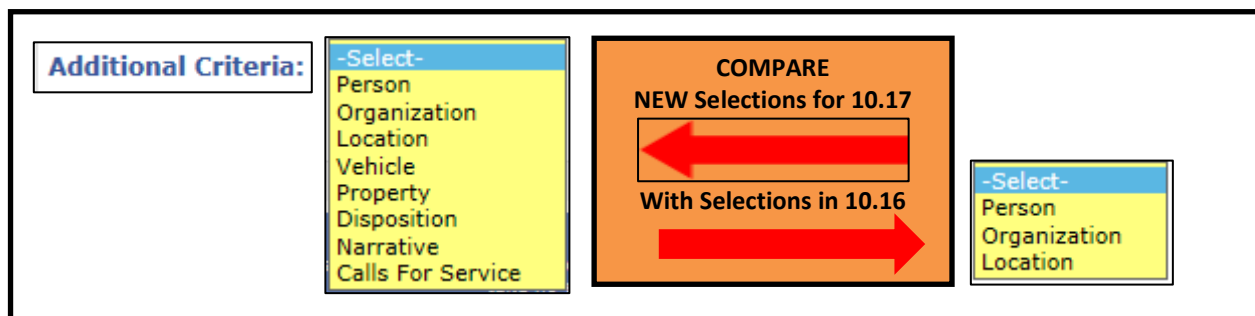 Additional Criteria:
-Select-
Person
Organization
Location
Vehicle
Property
Disposition
Narrative
Calls For Service
COMPARE
NEW Selections for 10.17
With Selections in 10.16
-Select-
Person
Organization
Location